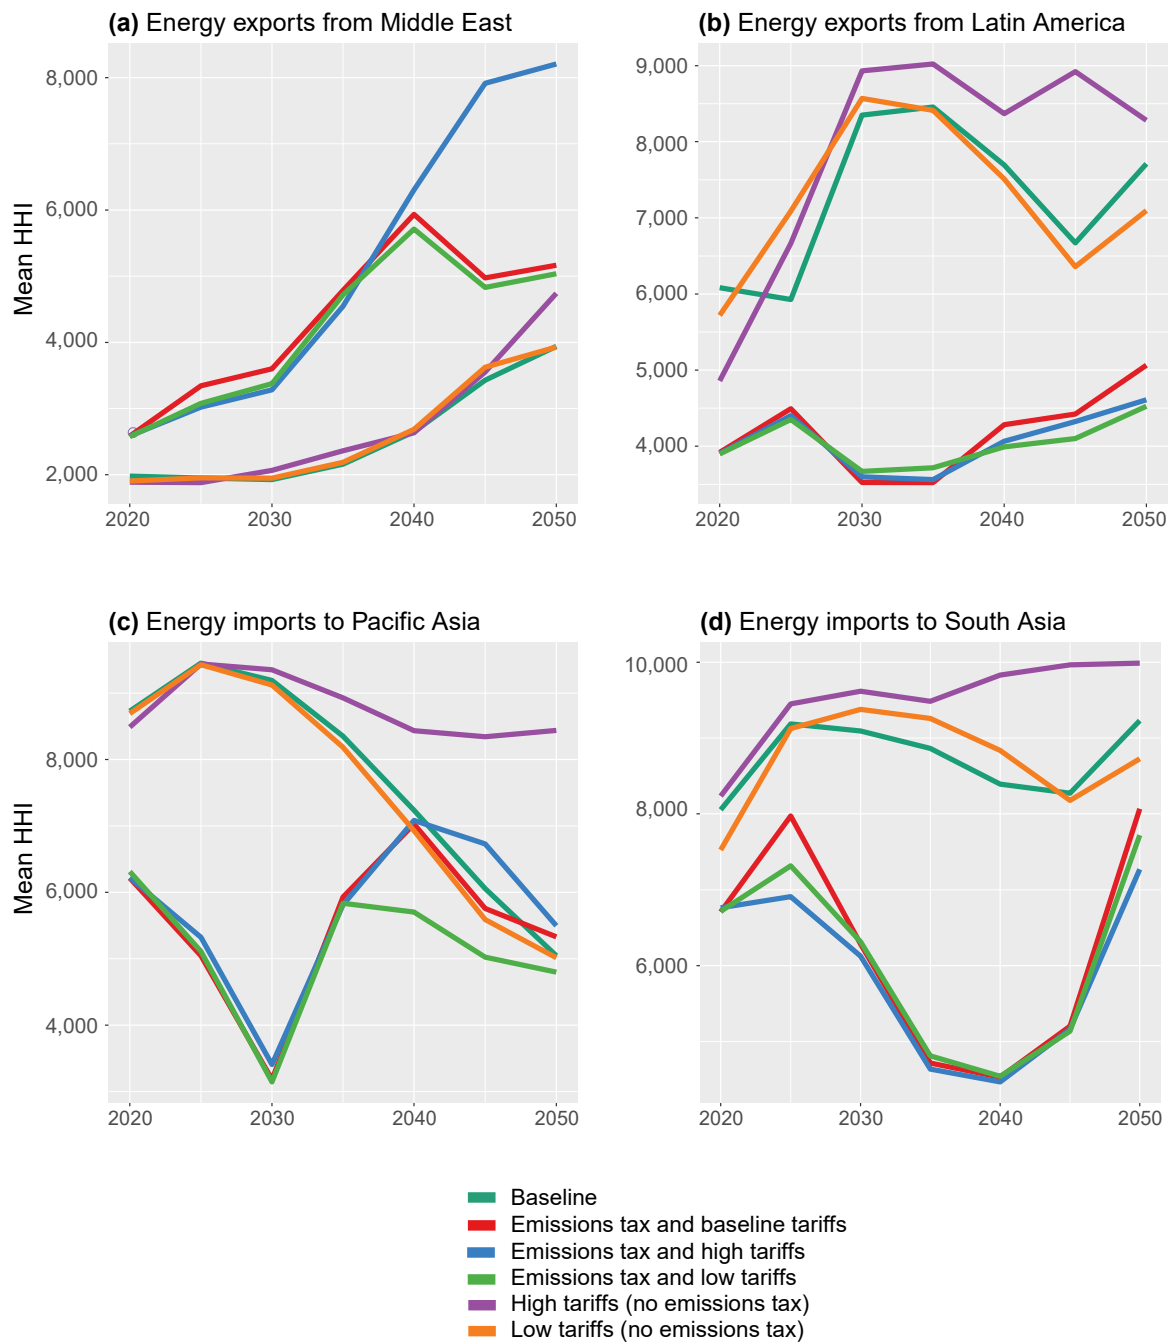 (a) Energy exports from Middle East
Mean HHI
8,000
6,000
4,000
2,000
2020 2030 2040 2050
(b) Energy exports from Latin America
9,000
8,000
7,000
6,000
5,000
4,000
2020 2030 2040 2050
(c) Energy imports to Pacific Asia
Mean HHI
8,000
6,000
4,000
2020 2030 2040 2050
(d) Energy imports to South Asia
10,000
8,000
6,000
2020 2030 2040 2050
Baseline
Emissions tax and baseline tariffs
Emissions tax and high tariffs
Emissions tax and low tariffs
High tariffs (no emissions tax)
Low tariffs (no emissions tax)